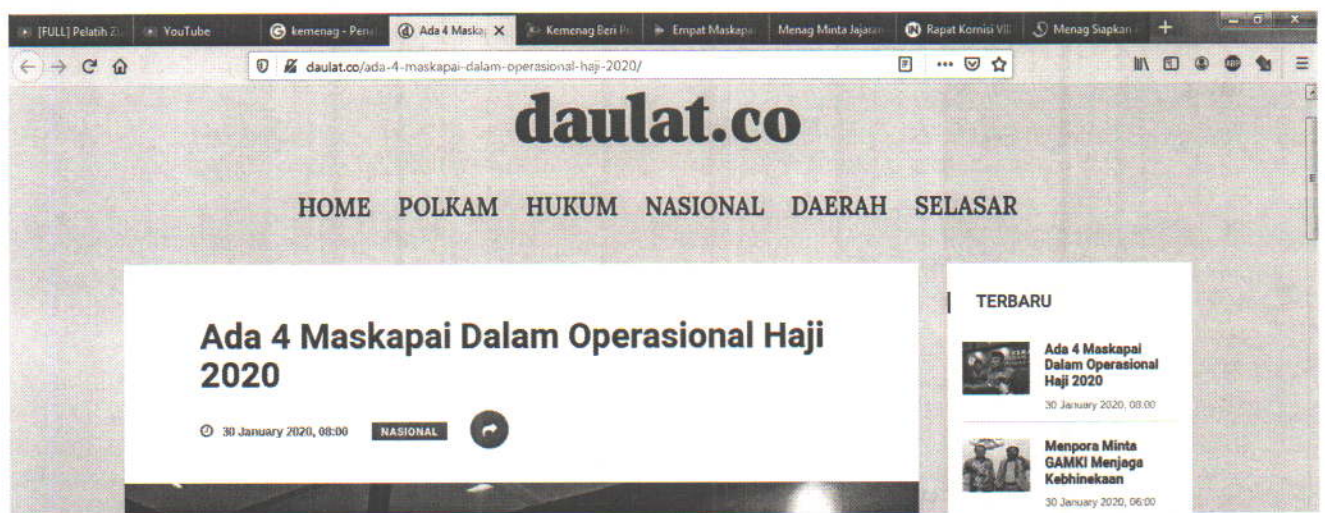 [FULL] Pelatih
YouTube
kemenag - Pen
Ada 4 Maska
Kemenag Beri
Empat Maskapa
Menag Minta Jajaran
Rapat Komisi VIII
Menag Siapkan
daulat.co/ada-4-maskapai-dalam-operasional-haji-2020/
daulat.co
HOME POLKAM HUKUM NASIONAL DAERAH SELASAR
Ada 4 Maskapai Dalam Operasional Haji
2020
30 January 2020, 08:00 NASIONAL
TERBARU
Ada 4 Maskapai
Dalam Operasional
Haji 2020
30 January 2020, 08:00
Menpora Minta
GAMKI Menjaga
Kebhinekaan
30 January 2020, 06:00